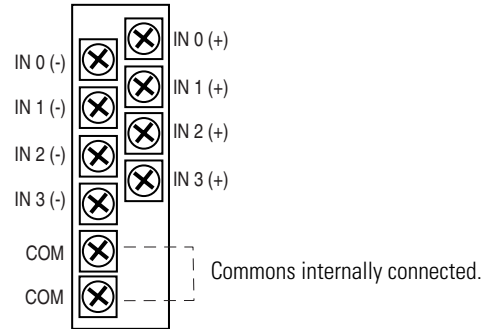 IN 0 (+)
IN 0 (-)
IN 1 (+)
IN 1 (-)
IN 2 (+)
IN 2 (-)
IN 3 (+)
IN 3 (-)
COM
Commons internally connected.
COM